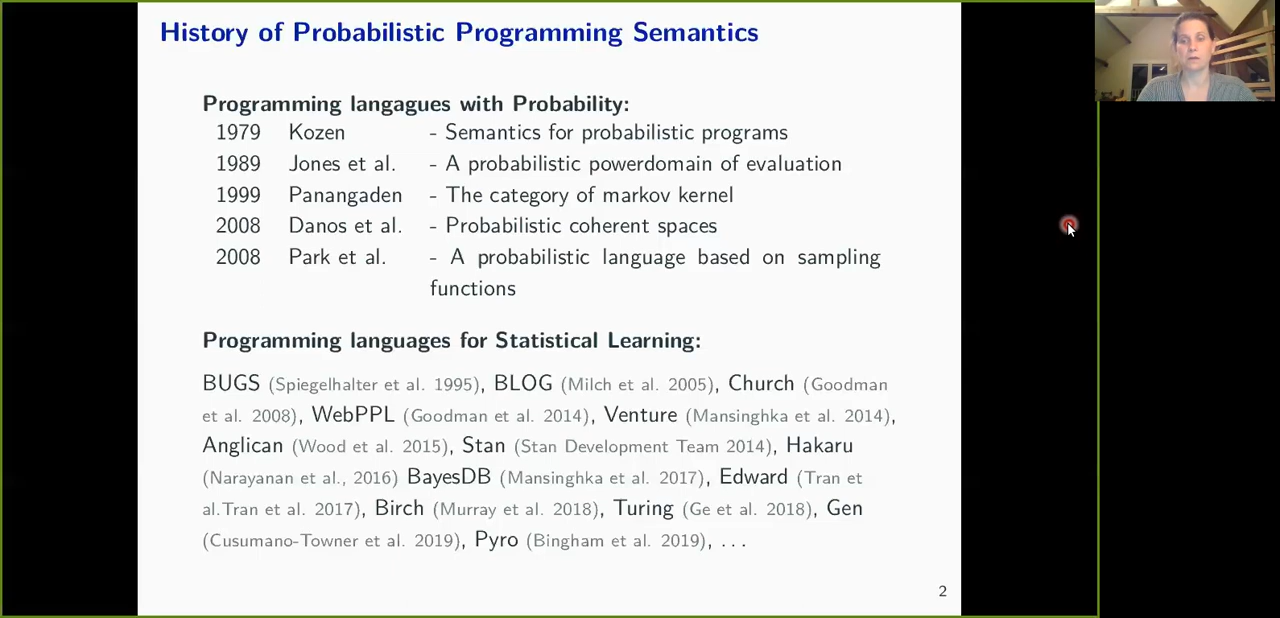 History of Probabilistic Programming Semantics
Programming langagues with Probability:
1979 Kozen - Semantics for probabilistic programs
1989 Jones et al. - A probabilistic powerdomain of evaluation
1999 Panangaden - The category of markov kernel
2008 Danos et al. - Probabilistic coherent spaces
2008 Park et al. - A probabilistic language based on sampling
functions
Programming languages for Statistical Learning:
BUGS (Spiegelhalter et al. 1995), BLOG (Milch et al. 2005), Church (Goodman
et al. 2008), WebPPL (Goodman et al. 2014), Venture (Mansinghka et al. 2014),
Anglican (Wood et al. 2015), Stan (Stan Development Team 2014), Hakaru
(Narayanan et al., 2016) BayesDB (Mansinghka et al. 2017), Edward (Tran et
al.Tran et al. 2017), Birch (Murray et al. 2018), Turing (Ge et al. 2018), Gen
(Cusumano-Towner et al. 2019), Pyro (Bingham et al. 2019), . . .
2